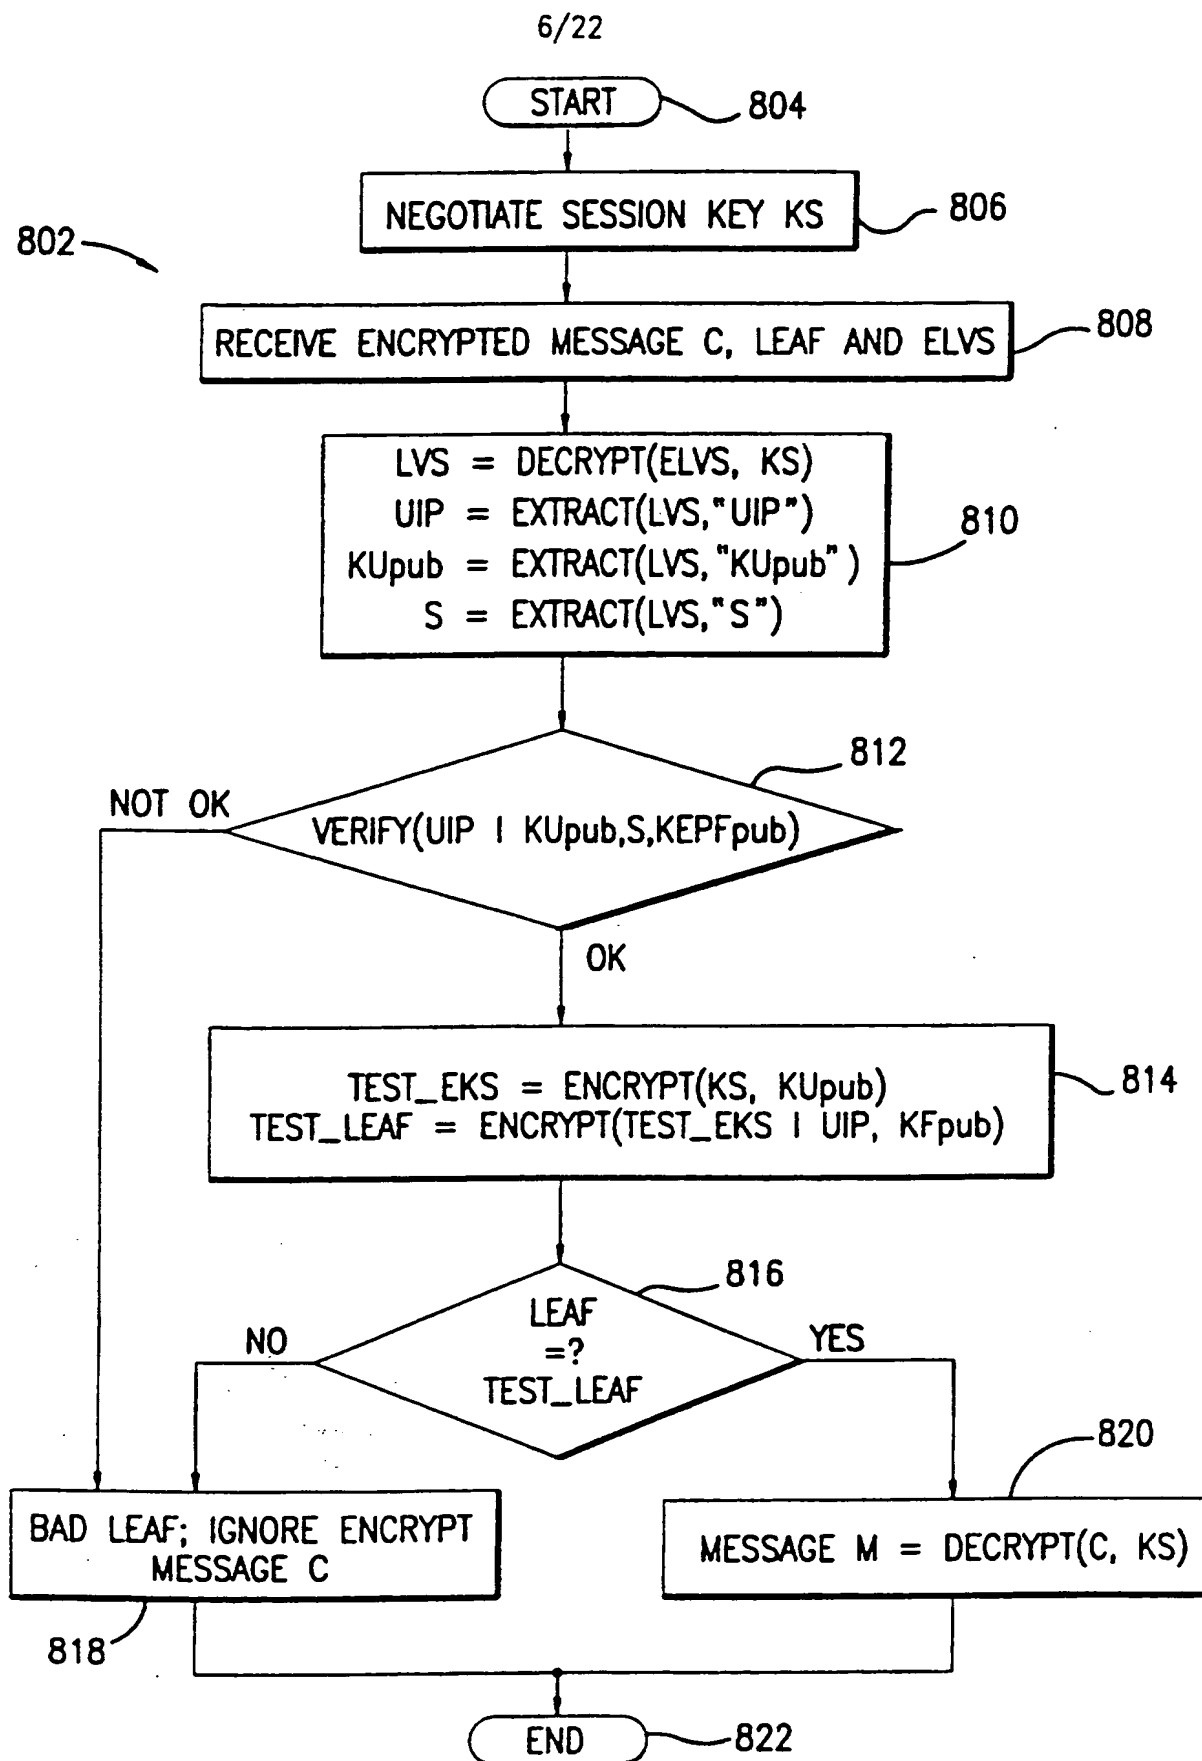 6/22
START
804
NEGOTIATE SESSION KEY KS
806
802
RECEIVE ENCRYPTED MESSAGE C, LEAF AND ELVS
808
LVS = DECRYPT(ELVS, KS)
UIP = EXTRACT(LVS,"UIP")
KUpub = EXTRACT(LVS,"KUpub")
S = EXTRACT(LVS,"S")
810
812
NOT OK
VERIFY(UIP | KUpub,S,KEPFpub)
OK
TEST_EKS = ENCRYPT(KS, KUpub)
TEST_LEAF = ENCRYPT(TEST_EKS | UIP, KFpub)
814
816
LEAF
=?
TEST_LEAF
NO
YES
820
BAD LEAF; IGNORE ENCRYPT
MESSAGE C
MESSAGE M = DECRYPT(C, KS)
818
END
822